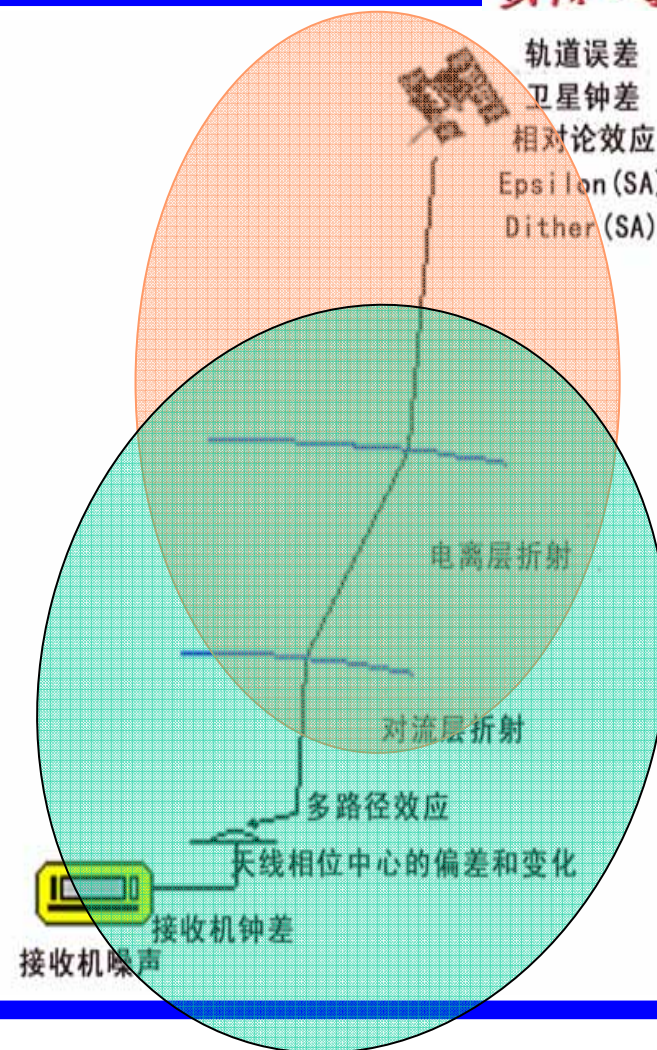 轨道误差
卫星钟差
相对论效应
Epsilon(SA)
Dither(SA)
电离层折射
对流层折射
多路径效应
天线相位中心的偏差和变化
接收机钟差
接收机噪声